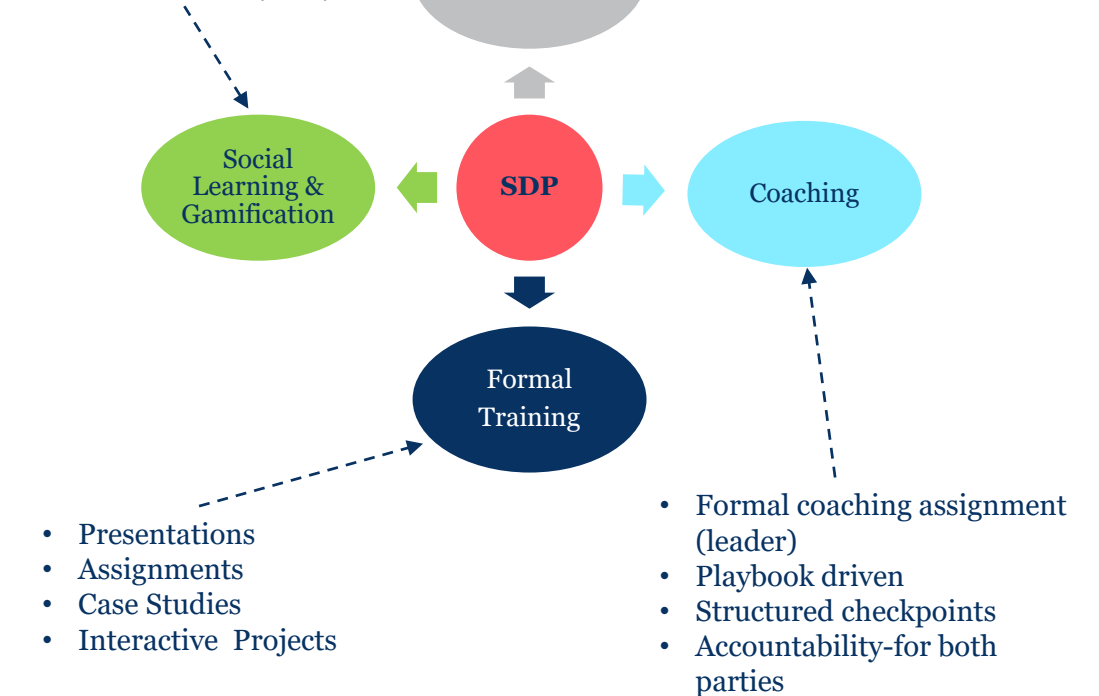 Social
Learning &
Gamification
SDP
Coaching
Formal
Training
• Presentations
• Assignments
• Case Studies
• Interactive  Projects
• Formal coaching assignment
(leader)
• Playbook driven
• Structured checkpoints
• Accountability-for both
parties